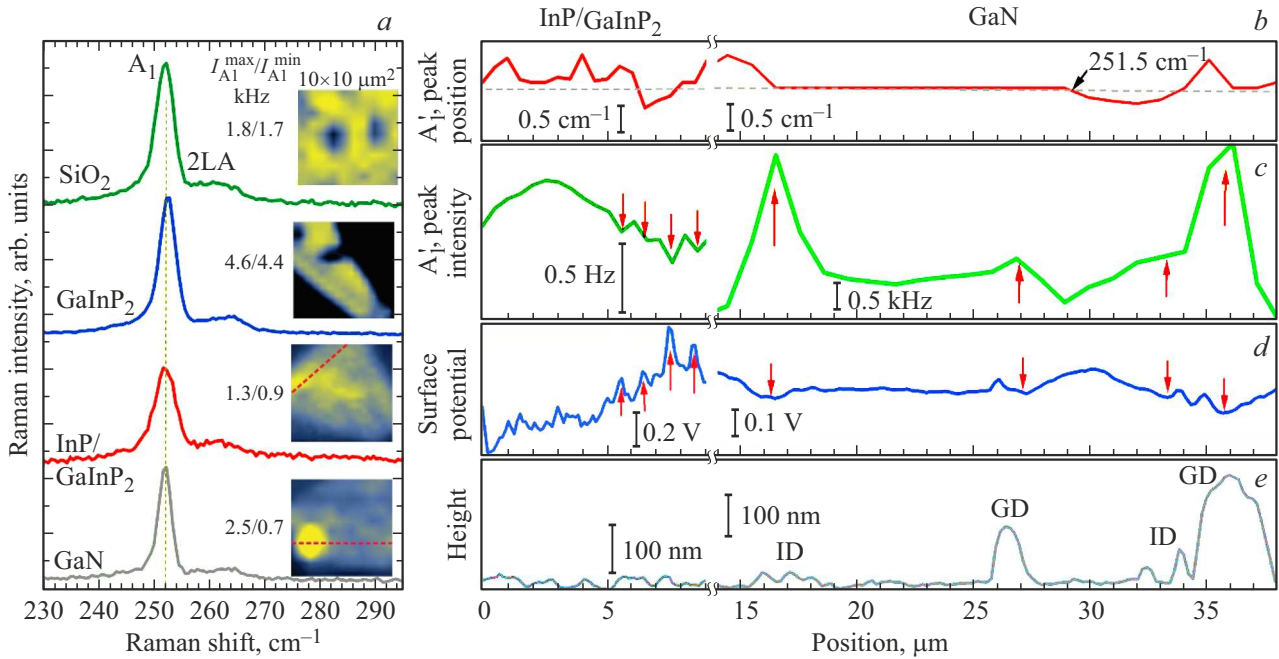 a
A₁
I_A1^max/I_A1^min
kHz
10×10 μm²
1.8/1.7
2LA
SiO₂
4.6/4.4
GaInP₂
1.3/0.9
InP/
GaInP₂
2.5/0.7
GaN
Raman intensity, arb. units
230 240 250 260 270 280 290
Raman shift, cm⁻¹
InP/GaInP₂
GaN
b
A₁′, peak
position
0.5 cm⁻¹
0.5 cm⁻¹
251.5 cm⁻¹
c
A₁′, peak
intensity
0.5 Hz
0.5 kHz
d
Surface
potential
0.2 V
0.1 V
e
Height
100 nm
100 nm
ID
GD
ID
GD
0 5 15 20 25 30 35
Position, μm